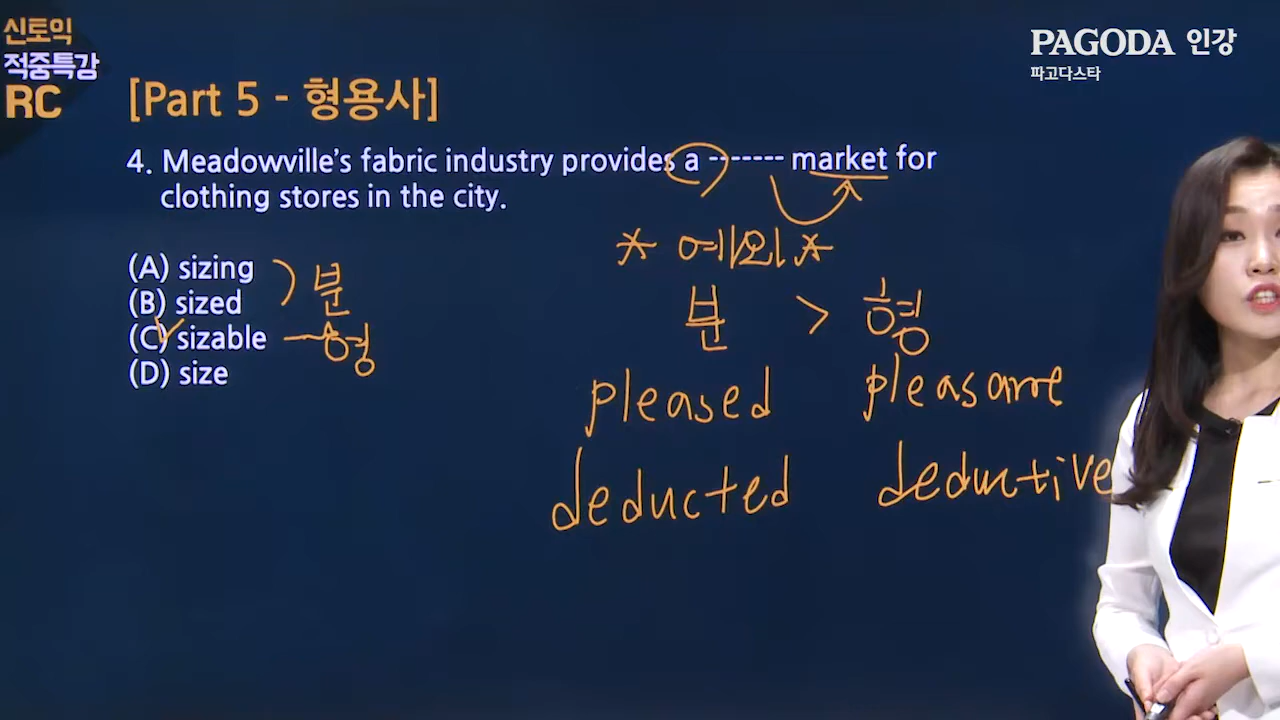 신토익
적중특강
RC
PAGODA 인강
파고다스타
[Part 5 - 형용사]
4. Meadowville's fabric industry provides a ------- market for
clothing stores in the city.
(A) sizing
(B) sized
(C) sizable
(D) size
분
형
* 예외 *
분 > 형
pleased
deducted deductive